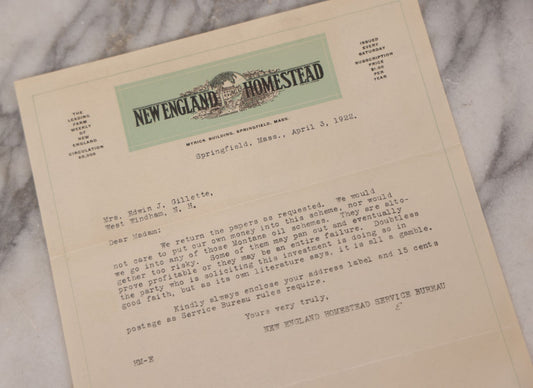 THE
LEADING
FARM
WEEKLY
OF
NEW
ENGLAND
CIRCULATION
80,000
NEW ENGLAND HOMESTEAD
MYRICK BUILDING, SPRINGFIELD, MASS.
ISSUED
EVERY
SATURDAY
SUBSCRIPTION
PRICE
$1.00
PER
YEAR
Springfield, Mass., April 3, 1922.
Mrs. Edwin J. Gillette,
West Windham, N. H.
Dear Madam:
We return the papers as requested. We would
not care to put our own money into this scheme, nor would
we go into any of those Montana oil schemes. They are alto-
gether too risky. Some of them may pan out and eventually
prove profitable or they may be an entire failure. Doubtless
the party who is soliciting this investment is doing so in
good faith, but as its own literature says, it is all a gamble.
Kindly always enclose your address label and 15 cents
postage as Service Bureau rules require.
Yours very truly,
NEW ENGLAND HOMESTEAD SERVICE BUREAU
E
HM-E